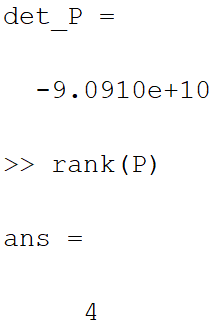 det_P =
-9.0910e+10
>> rank(P)
ans =
4